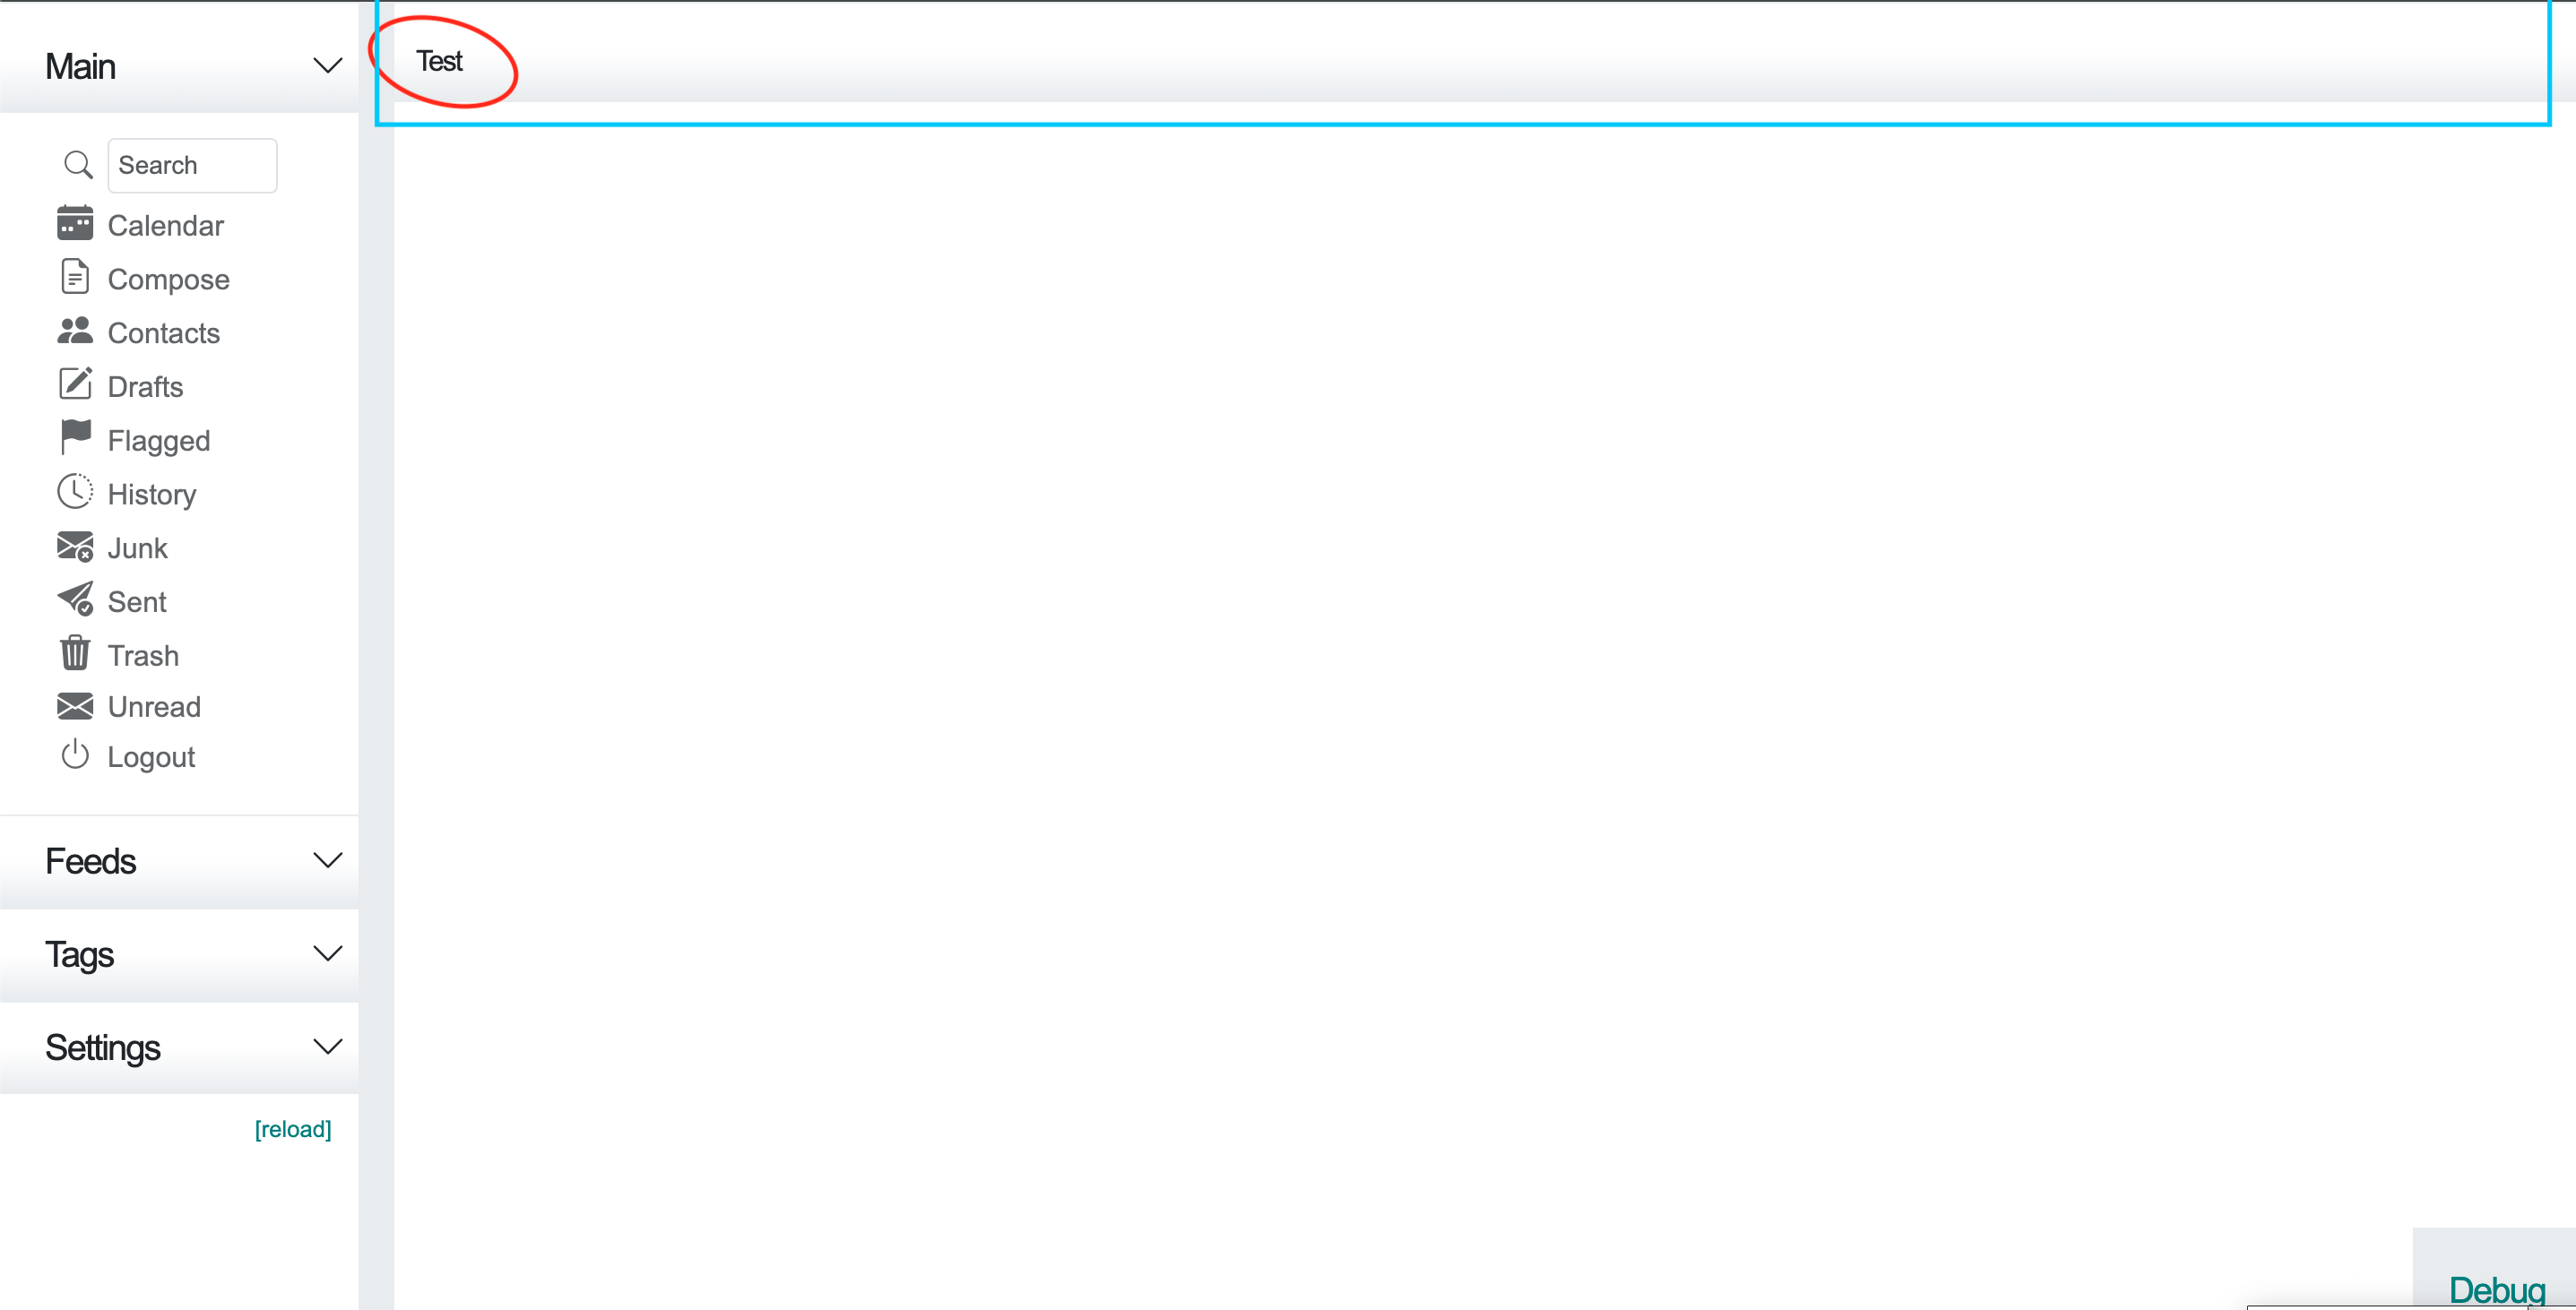 Main
Test
Search
Calendar
Compose
Contacts
Drafts
Flagged
History
Junk
Sent
Trash
Unread
Logout
Feeds
Tags
Settings
[reload]
Debug